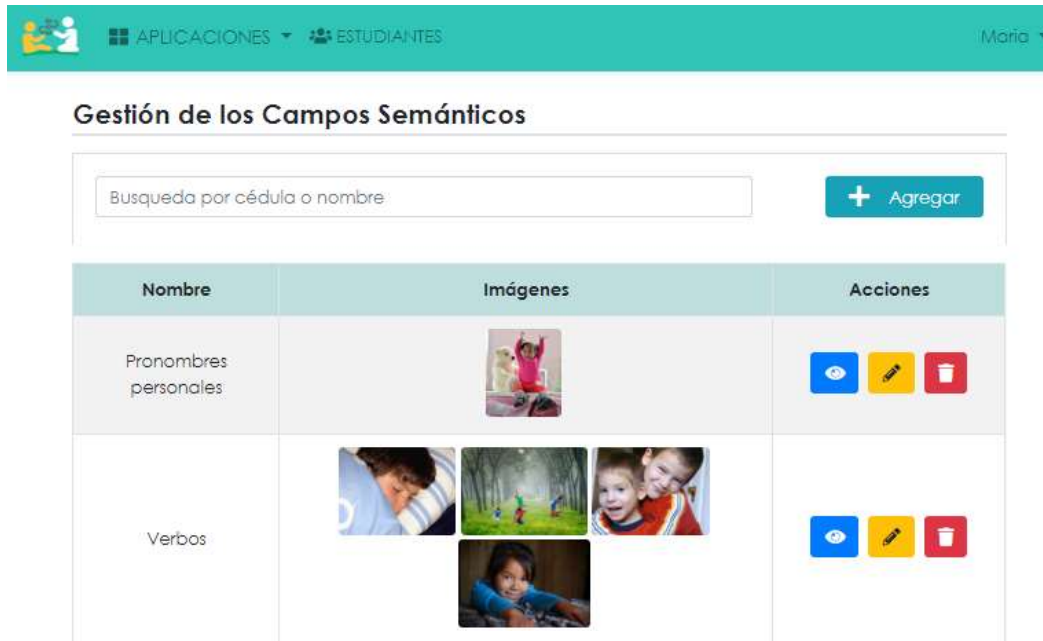 APLICACIONES ESTUDIANTES Maria
Gestión de los Campos Semánticos
Busqueda por cédula o nombre
Agregar
Nombre Imágenes Acciones
Pronombres
personales
Verbos